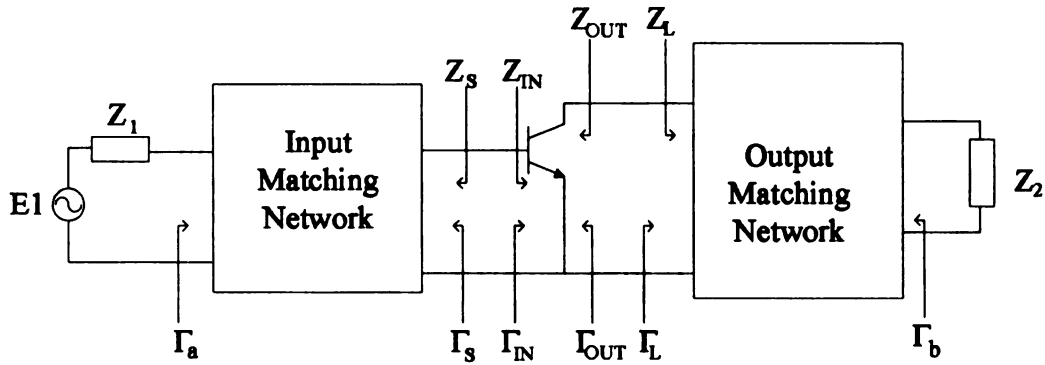 Z_OUT Z_L
Z_S Z_IN
Z_1
Input
Matching
Network
Output
Matching
Network
E1
Z_2
Γ_a Γ_S Γ_IN Γ_OUT Γ_L Γ_b